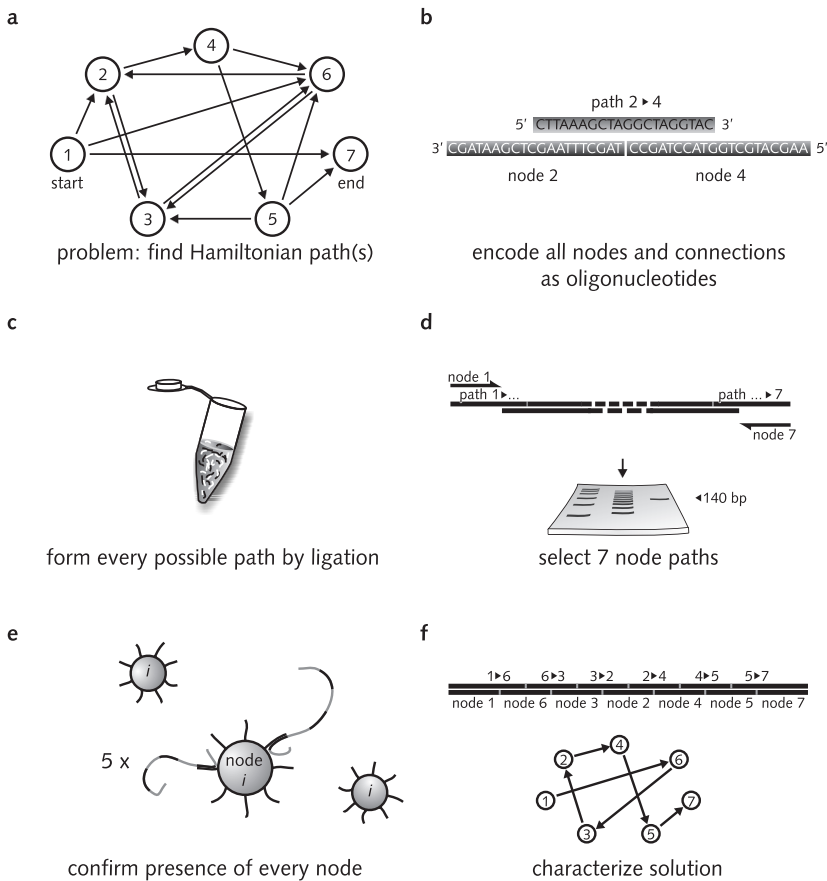 a
4
2
6
1
7
start
end
3
5
problem: find Hamiltonian path(s)
b
path 2▸4
5′ CTTAAAGCTAGGCTAGGTAC 3′
3′ CGATAAGCTCGAATTTCGAT CCGATCCATGGTCGTACGAA 5′
node 2 node 4
encode all nodes and connections
as oligonucleotides
c
form every possible path by ligation
d
node 1
path 1▸... path ...▸7
node 7
◂140 bp
select 7 node paths
e
i
5 x
node
i
i
confirm presence of every node
f
1▸6 6▸3 3▸2 2▸4 4▸5 5▸7
node 1 node 6 node 3 node 2 node 4 node 5 node 7
4
2
6
1
7
3
5
characterize solution